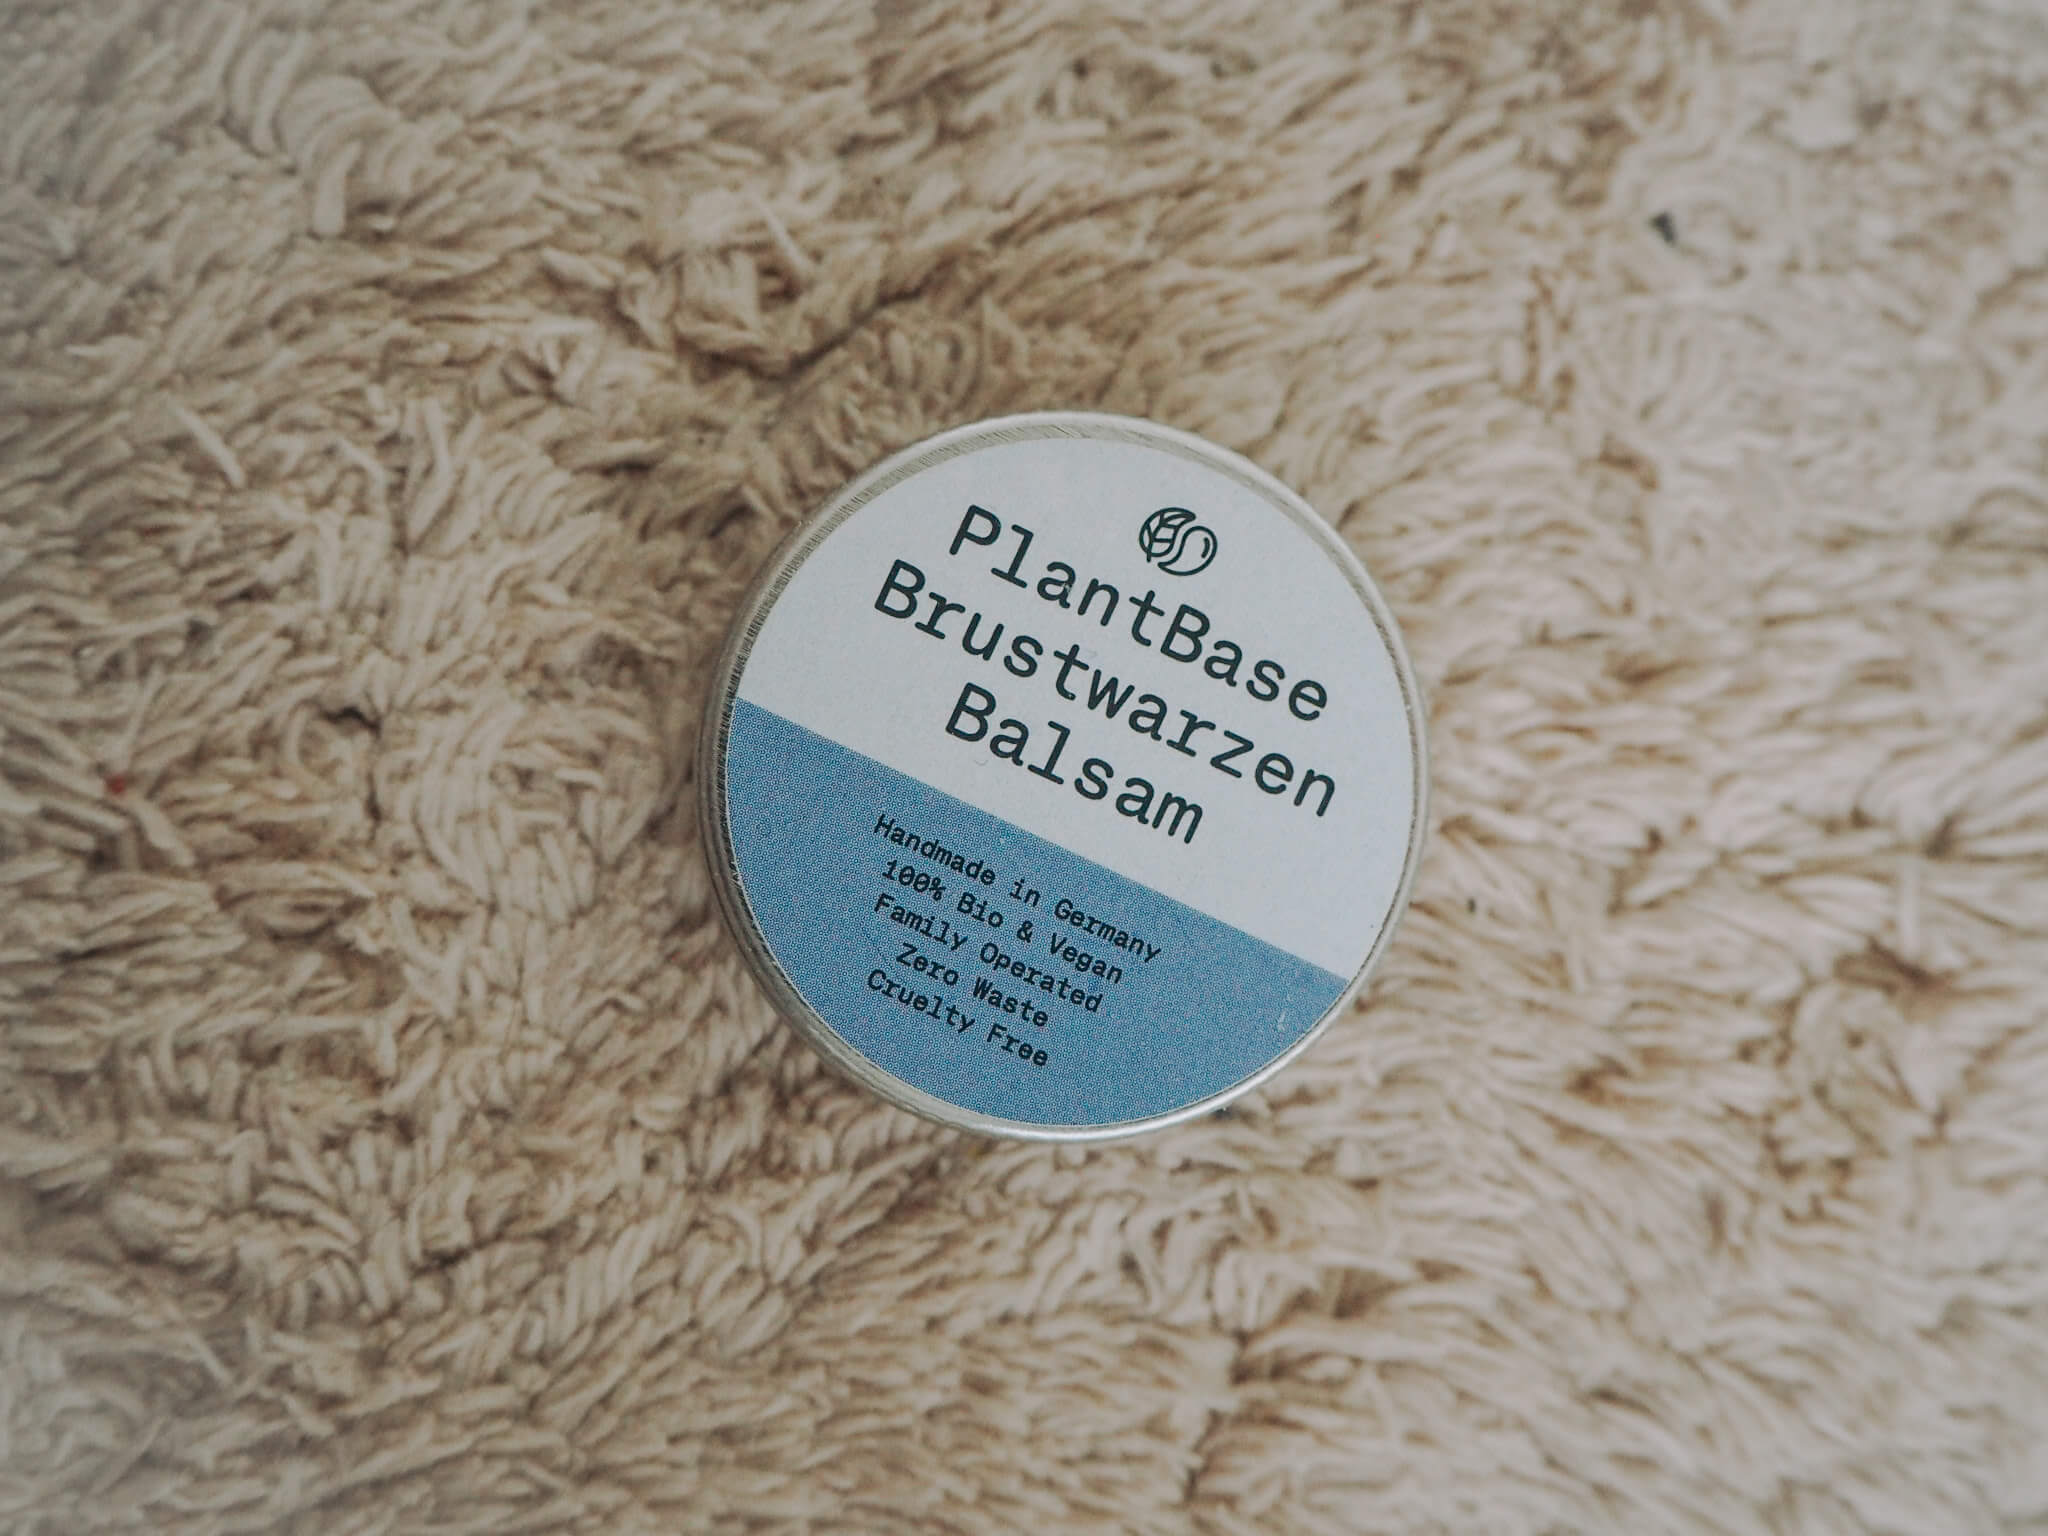 PlantBase
Brustwarzen
Balsam
Handmade in Germany
100% Bio & Vegan
Family Operated
Zero Waste
Cruelty Free